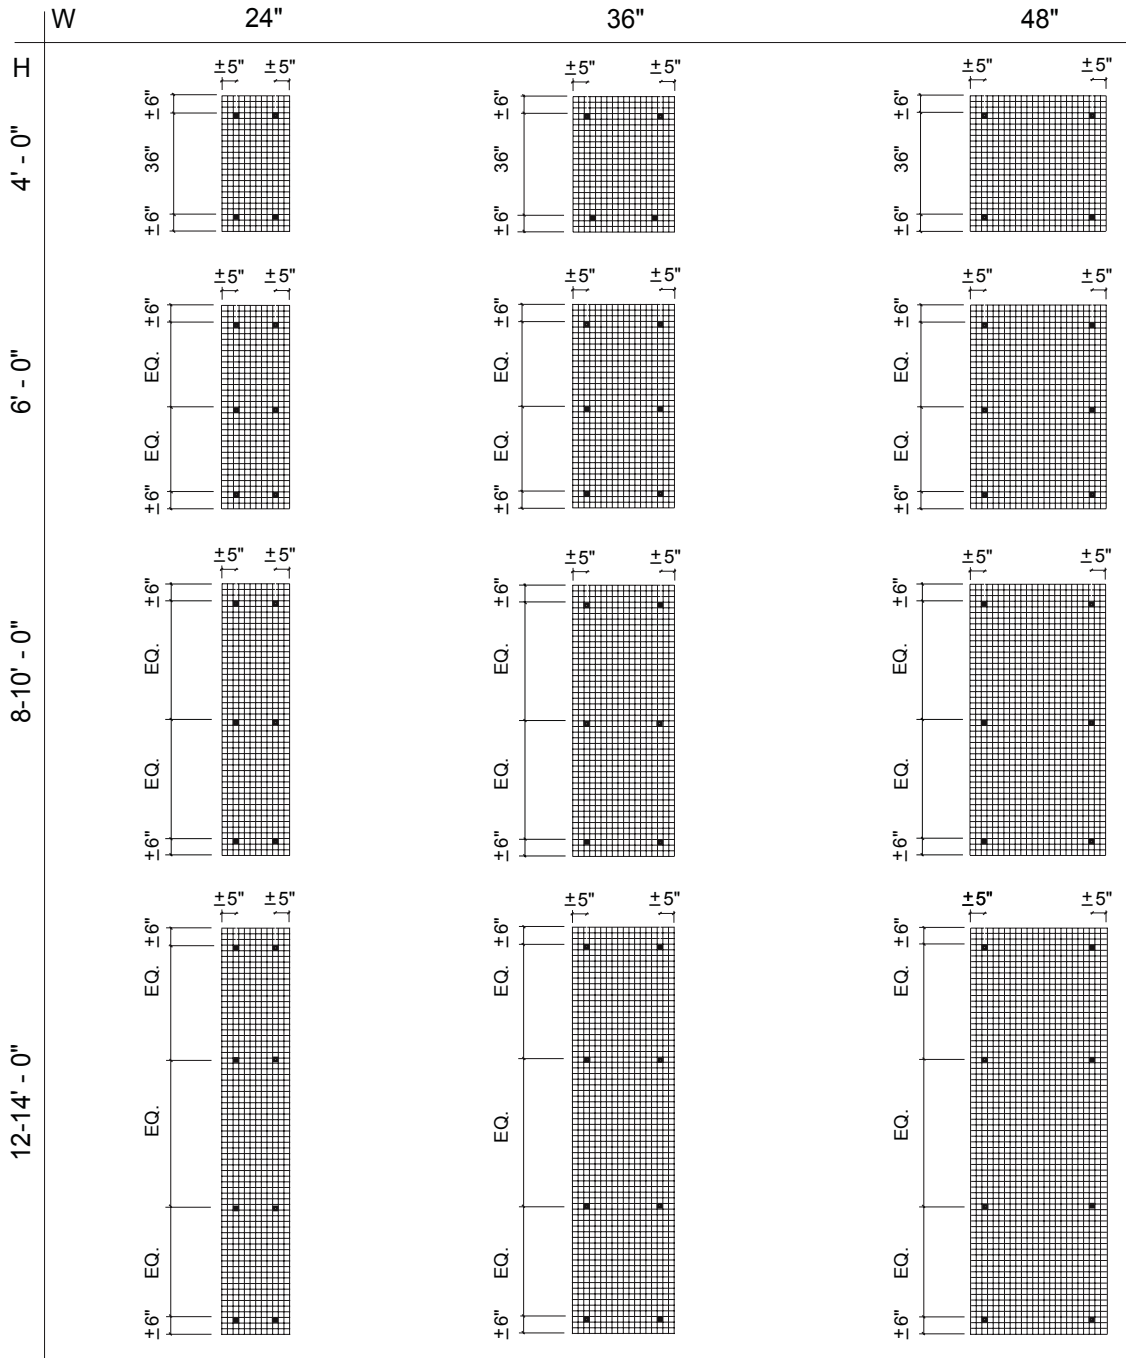 W 24" 36" 48"
H
4' - 0"
±5" ±5"
±6"
36"
±6"
±5" ±5"
±6"
36"
±6"
±5" ±5"
±6"
36"
±6"
6' - 0"
±5" ±5"
±6"
EQ.
EQ.
±6"
±5" ±5"
±6"
EQ.
EQ.
±6"
±5" ±5"
±6"
EQ.
EQ.
±6"
8-10' - 0"
±5" ±5"
±6"
EQ.
EQ.
±6"
±5" ±5"
±6"
EQ.
EQ.
±6"
±5" ±5"
±6"
EQ.
EQ.
±6"
12-14' - 0"
±5" ±5"
±6"
EQ.
EQ.
EQ.
±6"
±5" ±5"
±6"
EQ.
EQ.
EQ.
±6"
±5" ±5"
±6"
EQ.
EQ.
EQ.
±6"